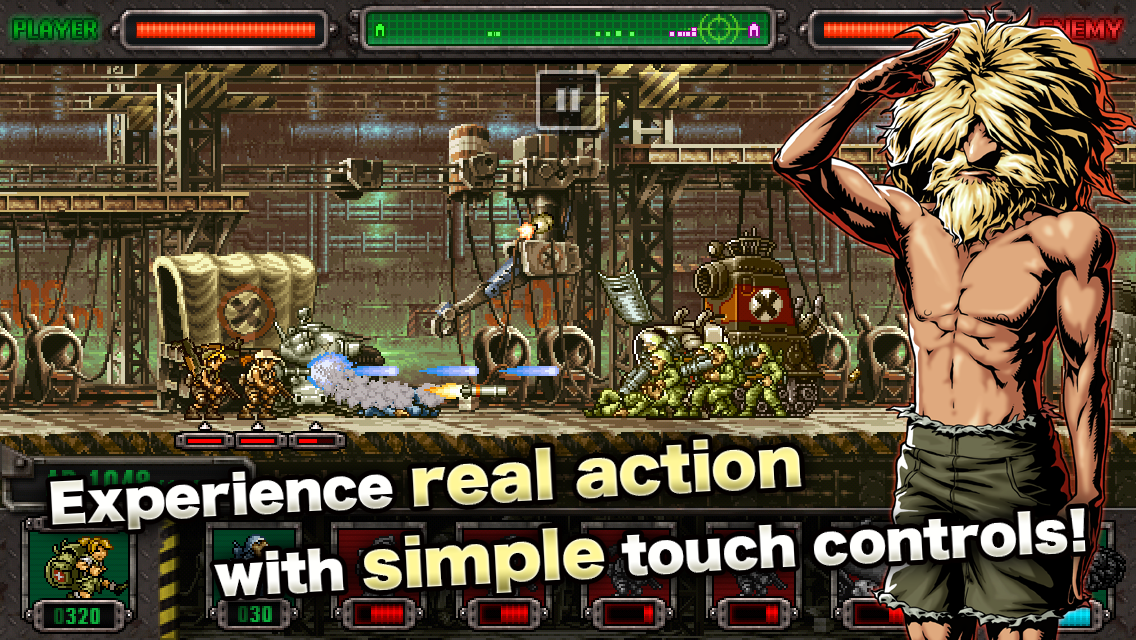 PLAYER
ENEMY
Experience real action
with simple touch controls!
0320
030